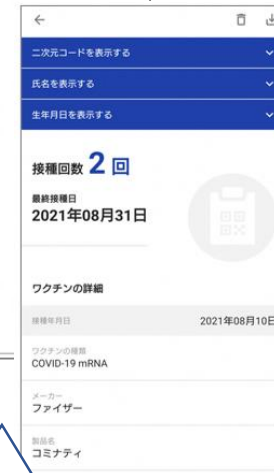 二次元コードを表示する
氏名を表示する
生年月日を表示する
接種回数 2 回
最終接種日
2021年08月31日
ワクチンの詳細
接種年月日 2021年08月10日
ワクチンの種類
COVID-19 mRNA
メーカー
ファイザー
製品名
コミナティ